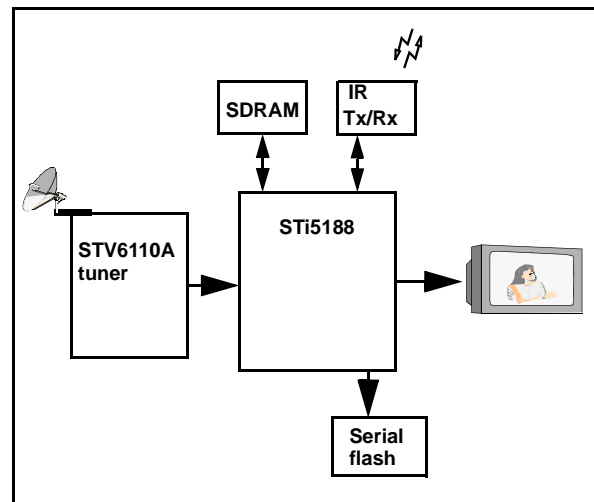 IR
Tx/Rx
SDRAM
STi5188
STV6110A
tuner
Serial
flash